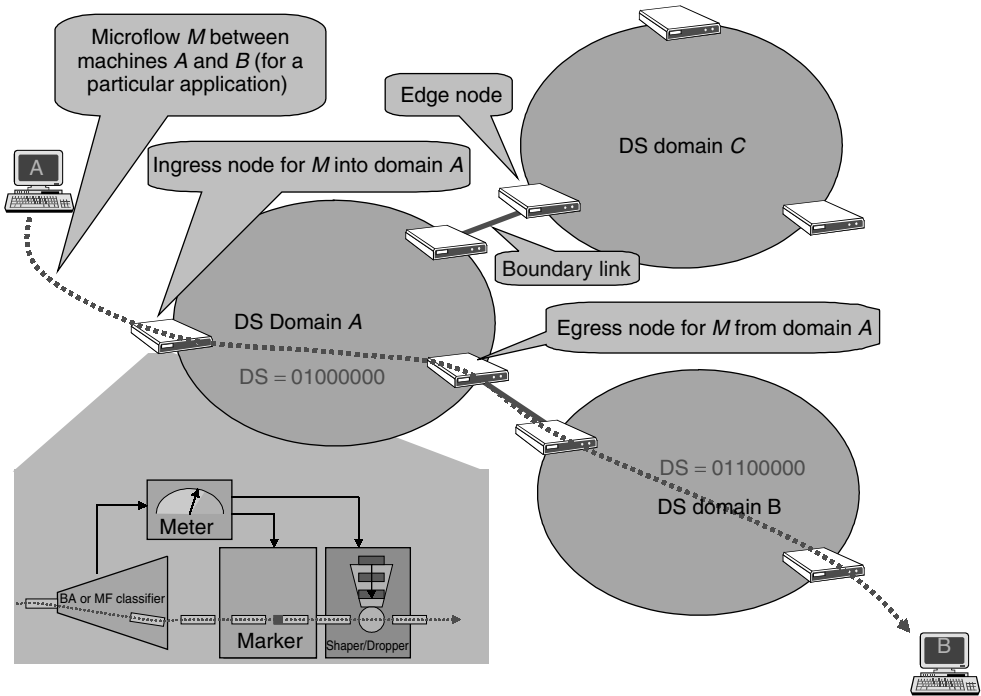 Microflow M between
machines A and B (for a
particular application)
Edge node
DS domain C
A
Ingress node for M into domain A
Boundary link
DS Domain A
Egress node for M from domain A
DS = 01000000
DS = 01100000
DS domain B
Meter
BA or MF classifier
Marker
Shaper/Dropper
B